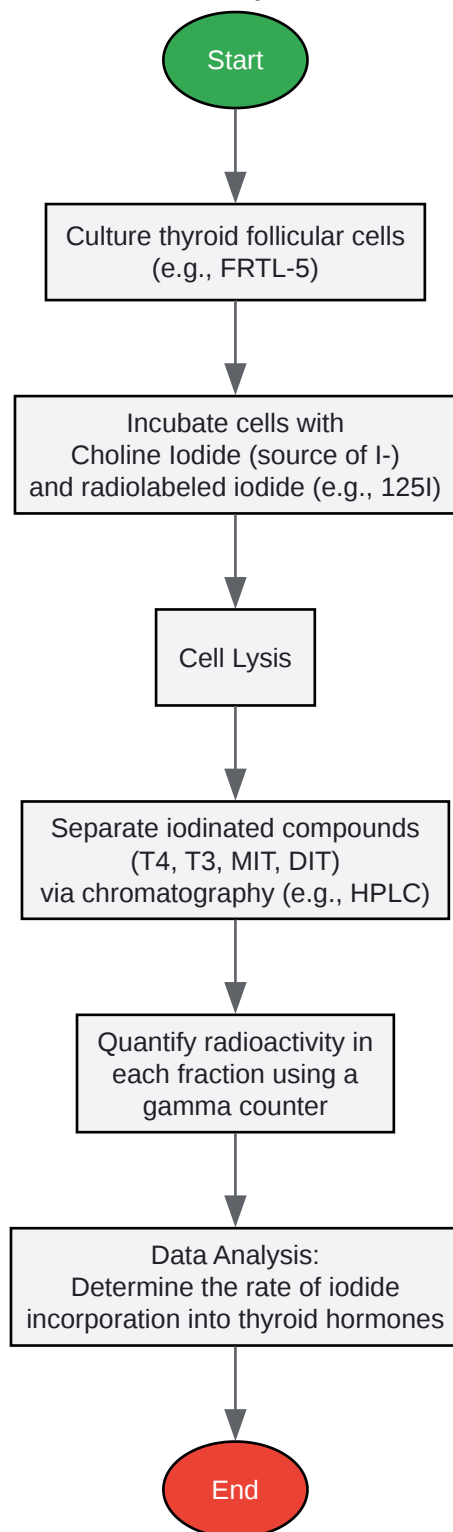 Start
Culture thyroid follicular cells
(e.g., FRTL-5)
Incubate cells with
Choline Iodide (source of I-)
and radiolabeled iodide (e.g., 125I)
Cell Lysis
Separate iodinated compounds
(T4, T3, MIT, DIT)
via chromatography (e.g., HPLC)
Quantify radioactivity in
each fraction using a
gamma counter
Data Analysis:
Determine the rate of iodide
incorporation into thyroid hormones
End